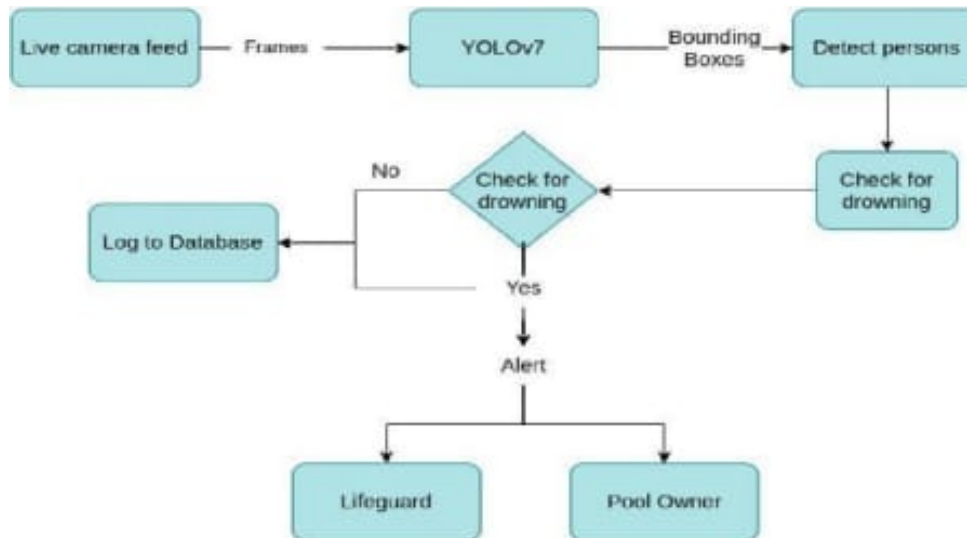 Live camera feed
Frames
YOLOv7
Bounding
Boxes
Detect persons
No
Check for
drowning
Check for
drowning
Log to Database
Yes
Alert
Lifeguard
Pool Owner